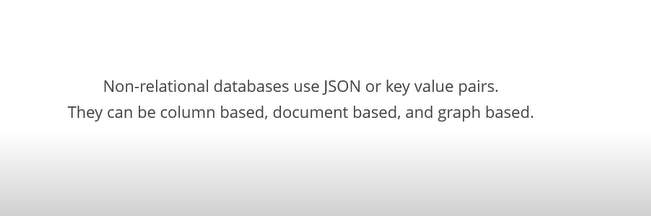 Non-relational databases use JSON or key value pairs.
They can be column based, document based, and graph based.